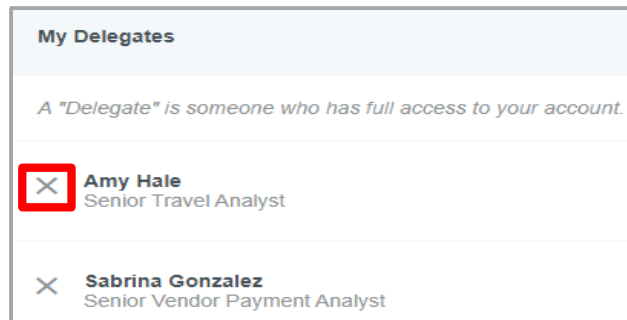 My Delegates
A "Delegate" is someone who has full access to your account.
Amy Hale
Senior Travel Analyst
Sabrina Gonzalez
Senior Vendor Payment Analyst